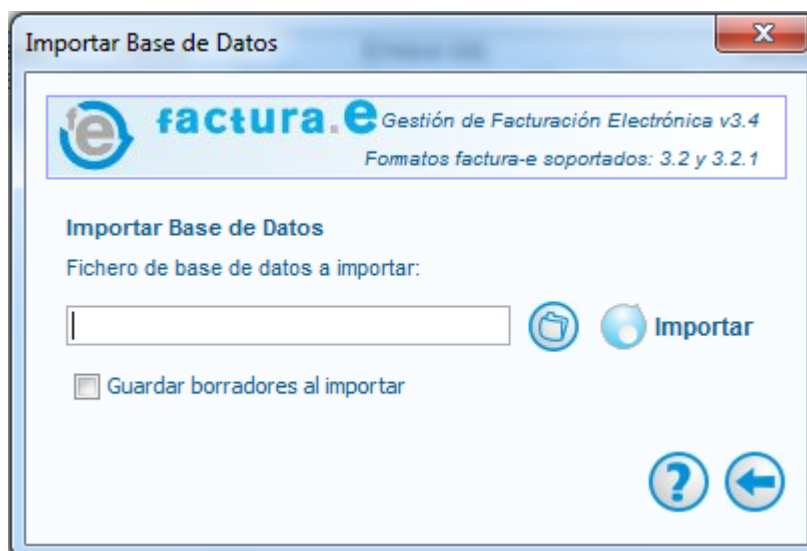 Importar Base de Datos
factura.e Gestión de Facturación Electrónica v3.4
Formatos factura-e soportados: 3.2 y 3.2.1
Importar Base de Datos
Fichero de base de datos a importar:
Importar
Guardar borradores al importar